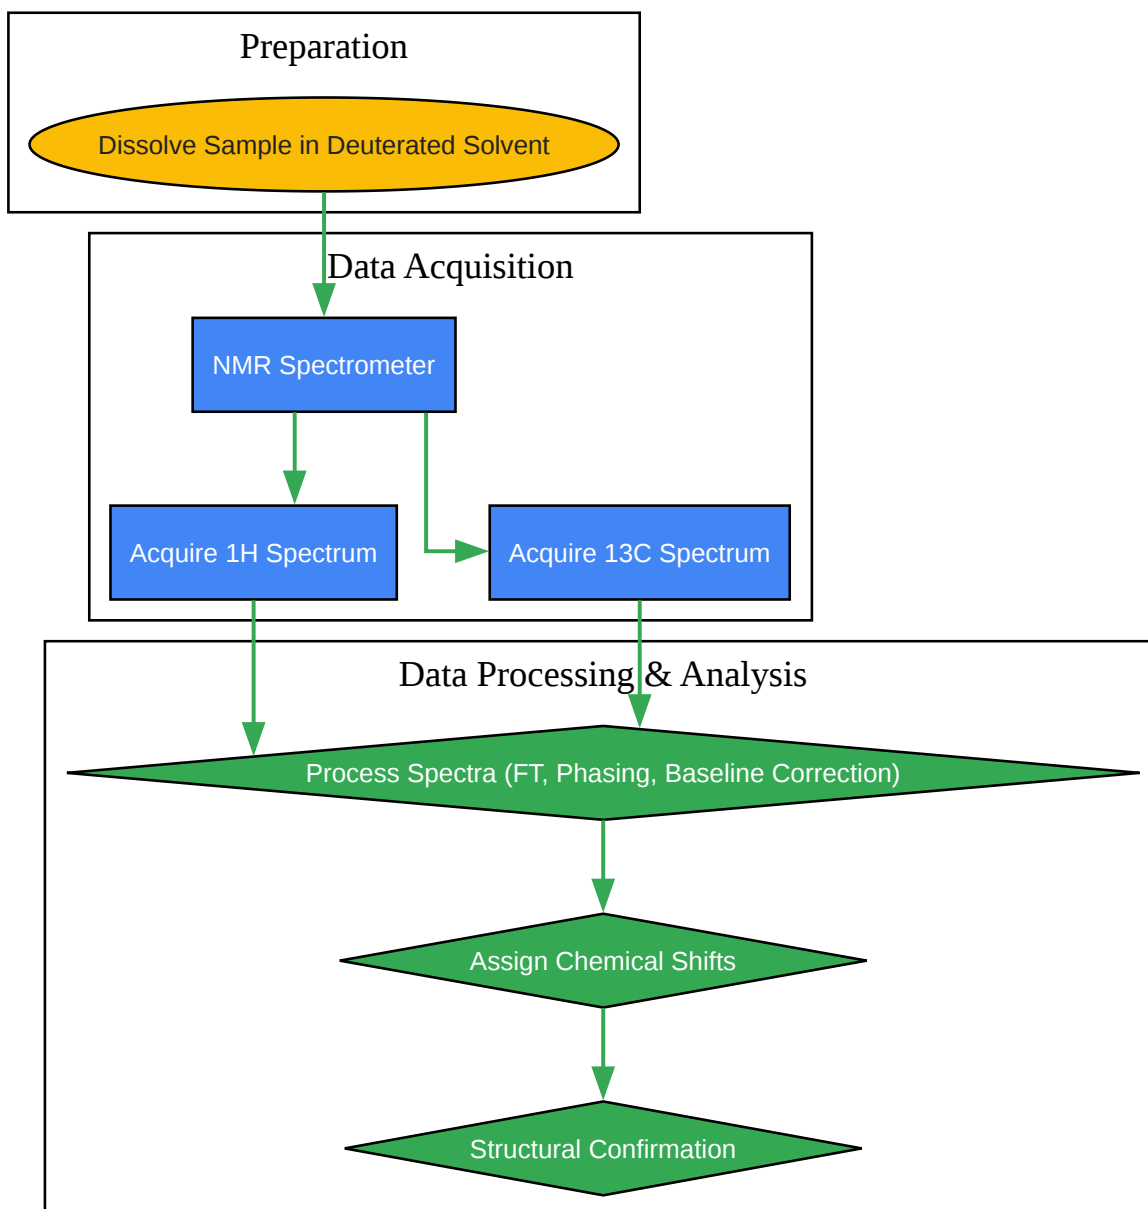 Preparation
Dissolve Sample in Deuterated Solvent
Data Acquisition
NMR Spectrometer
Acquire 1H Spectrum
Acquire 13C Spectrum
Data Processing & Analysis
Process Spectra (FT, Phasing, Baseline Correction)
Assign Chemical Shifts
Structural Confirmation